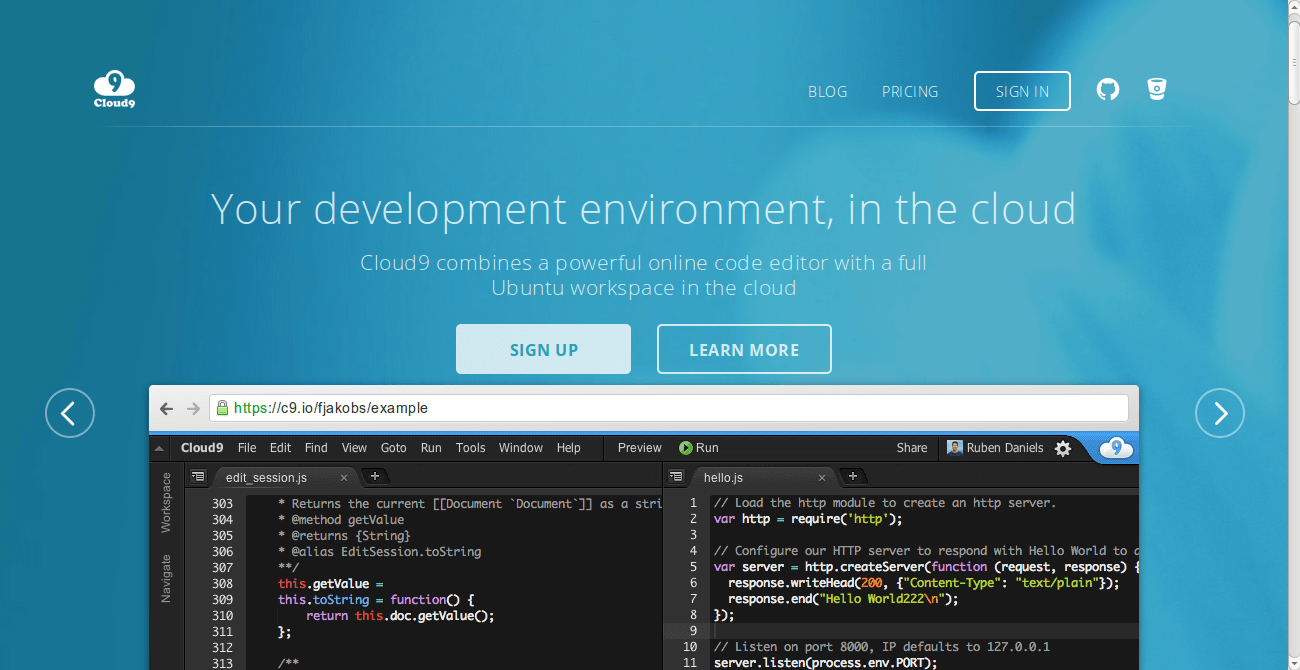 9
Cloud9
BLOG PRICING SIGN IN
Your development environment, in the cloud
Cloud9 combines a powerful online code editor with a full
Ubuntu workspace in the cloud
SIGN UP LEARN MORE
https://c9.io/fjakobs/example
Cloud9 File Edit Find View Goto Run Tools Window Help Preview Run Share Ruben Daniels 9
Workspace
Navigate
edit_session.js × +
303 * Returns the current [[Document `Document`]] as a stri
304 * @method getValue
305 * @returns {String}
306 * @alias EditSession.toString
307 **/
308 this.getValue =
309 this.toString = function() {
310 return this.doc.getValue();
311 };
312
313 /**
hello.js × +
1 // Load the http module to create an http server.
2 var http = require('http');
3
4 // Configure our HTTP server to respond with Hello World to a
5 var server = http.createServer(function (request, response) {
6 response.writeHead(200, {"Content-Type": "text/plain"});
7 response.end("Hello World222\n");
8 });
9
10 // Listen on port 8000, IP defaults to 127.0.0.1
11 server.listen(process.env.PORT);